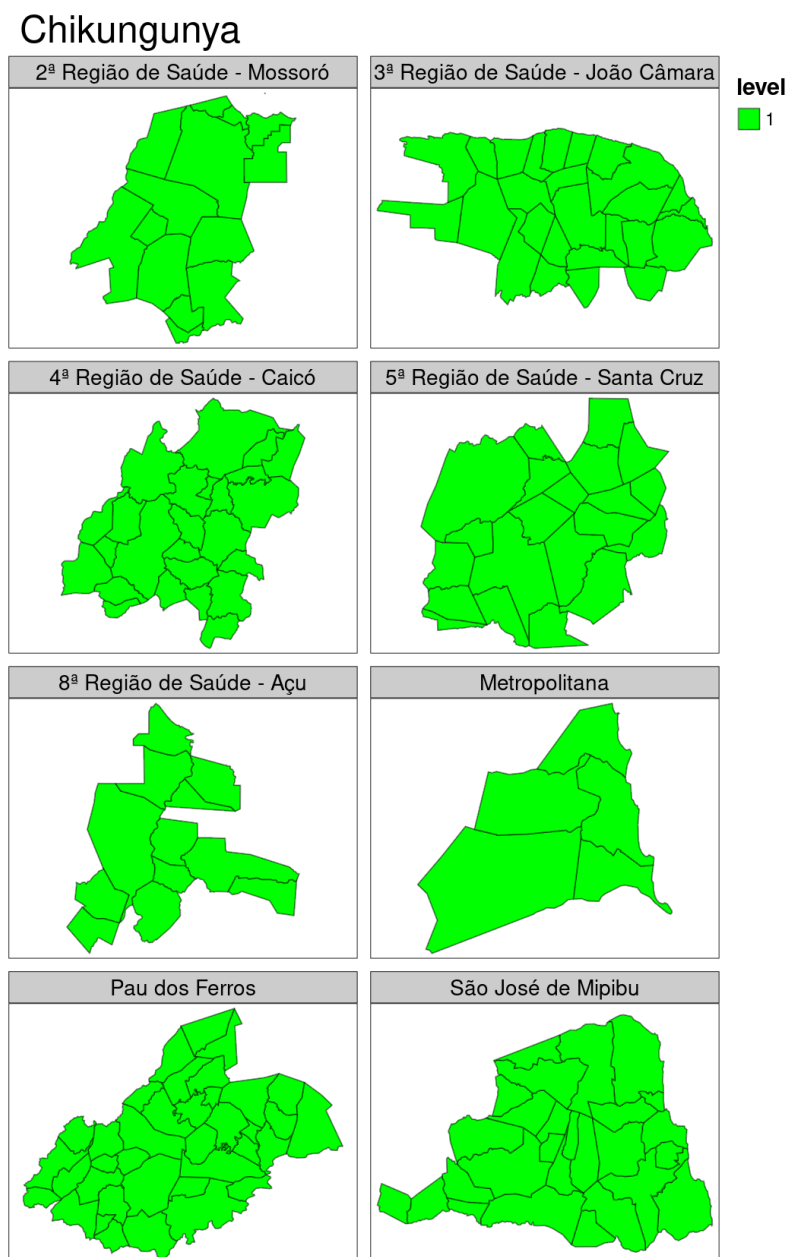 Chikungunya
2ª Região de Saúde - Mossoró
3ª Região de Saúde - João Câmara
level
1
4ª Região de Saúde - Caicó
5ª Região de Saúde - Santa Cruz
8ª Região de Saúde - Açu
Metropolitana
Pau dos Ferros
São José de Mipibu